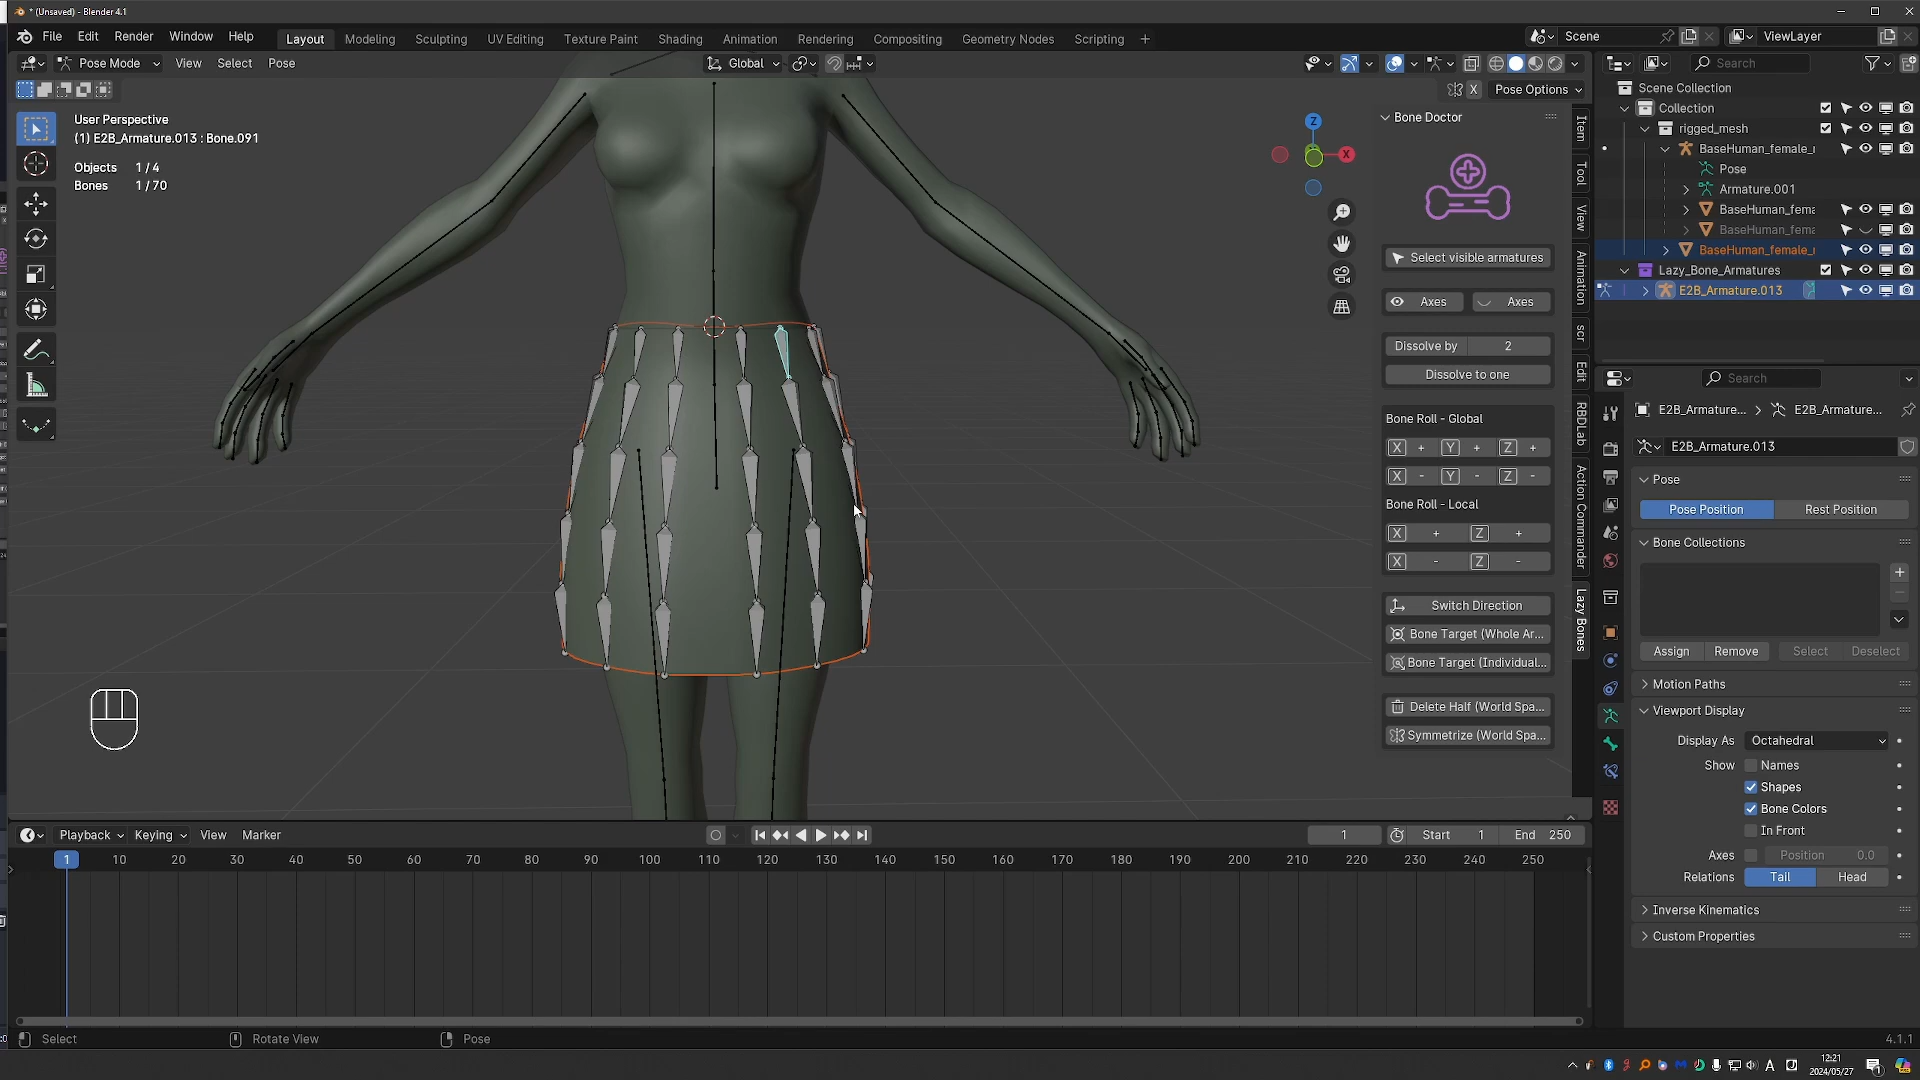 * (Unsaved) - Blender 4.1
File Edit Render Window Help
Layout Modeling Sculpting UV Editing Texture Paint Shading Animation Rendering Compositing Geometry Nodes Scripting +
Scene
ViewLayer
Pose Mode View Select Pose
Global
Search
X Pose Options
User Perspective
(1) E2B_Armature.013 : Bone.091
Objects 1/4
Bones 1/70
Z
X
Bone Doctor
Select visible armatures
Axes Axes
Dissolve by 2
Dissolve to one
Bone Roll - Global
X + Y + Z +
X - Y - Z -
Bone Roll - Local
X + Z +
X - Z -
Switch Direction
Bone Target (Whole Ar...
Bone Target (Individual...
Delete Half (World Spa...
Symmetrize (World Spa...
Item
Tool
View
Animation
scr
Edit
RBDLab
Action Commander
Lazy Bones
Scene Collection
Collection
rigged_mesh
BaseHuman_female_
Pose
Armature.001
BaseHuman_fema
BaseHuman_fema
BaseHuman_female_
Lazy_Bone_Armatures
E2B_Armature.013
Search
E2B_Armature... > E2B_Armature...
E2B_Armature.013
Pose
Pose Position Rest Position
Bone Collections
Assign Remove Select Deselect
Motion Paths
Viewport Display
Display As Octahedral
Show Names
Shapes
Bone Colors
In Front
Axes Position 0.0
Relations Tail Head
Inverse Kinematics
Custom Properties
Playback Keying View Marker
1 Start 1 End 250
1 10 20 30 40 50 60 70 80 90 100 110 120 130 140 150 160 170 180 190 200 210 220 230 240 250
Select Rotate View Pose
4.1.1
A
12:21
2024/05/27